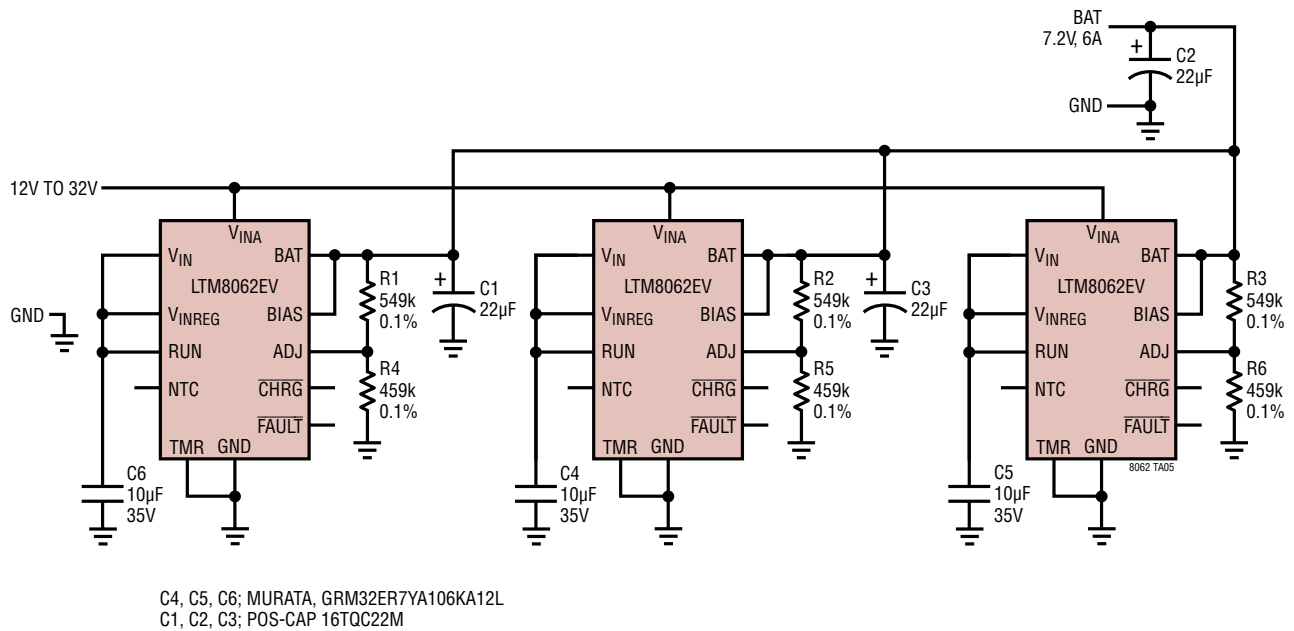 BAT
7.2V, 6A
+
C2
22µF
GND
12V TO 32V
GND
VINA
VIN
BAT
LTM8062EV
VINREG
BIAS
RUN
ADJ
NTC
CHRG
FAULT
TMR
GND
R1
549k
0.1%
R4
459k
0.1%
+
C1
22µF
C6
10µF
35V
VINA
VIN
BAT
LTM8062EV
VINREG
BIAS
RUN
ADJ
NTC
CHRG
FAULT
TMR
GND
R2
549k
0.1%
R5
459k
0.1%
+
C3
22µF
C4
10µF
35V
VINA
VIN
BAT
LTM8062EV
VINREG
BIAS
RUN
ADJ
NTC
CHRG
FAULT
TMR
GND
R3
549k
0.1%
R6
459k
0.1%
8062 TA05
C5
10µF
35V
C4, C5, C6; MURATA, GRM32ER7YA106KA12L
C1, C2, C3; POS-CAP 16TQC22M